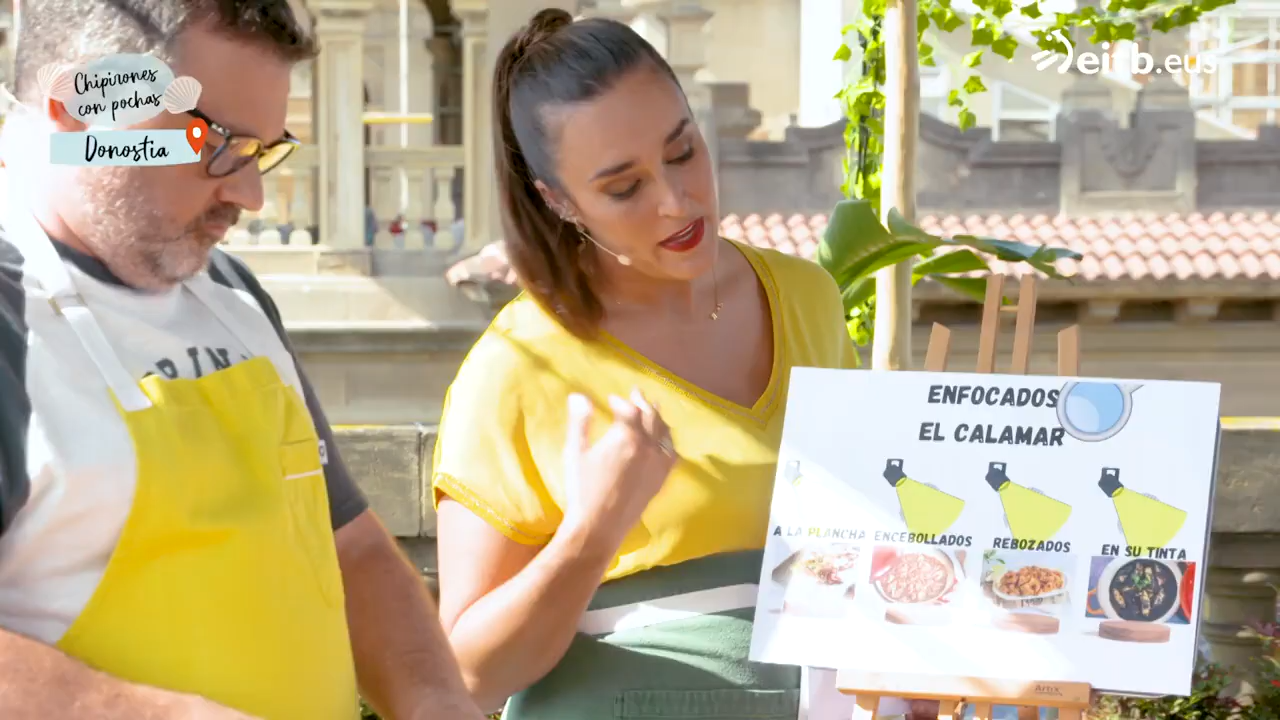 Chipirones
con pochas
Donostia
eitb.eus
ENFOCADOS
EL CALAMAR
A LA PLANCHA
ENCEBOLLADOS
REBOZADOS
EN SU TINTA